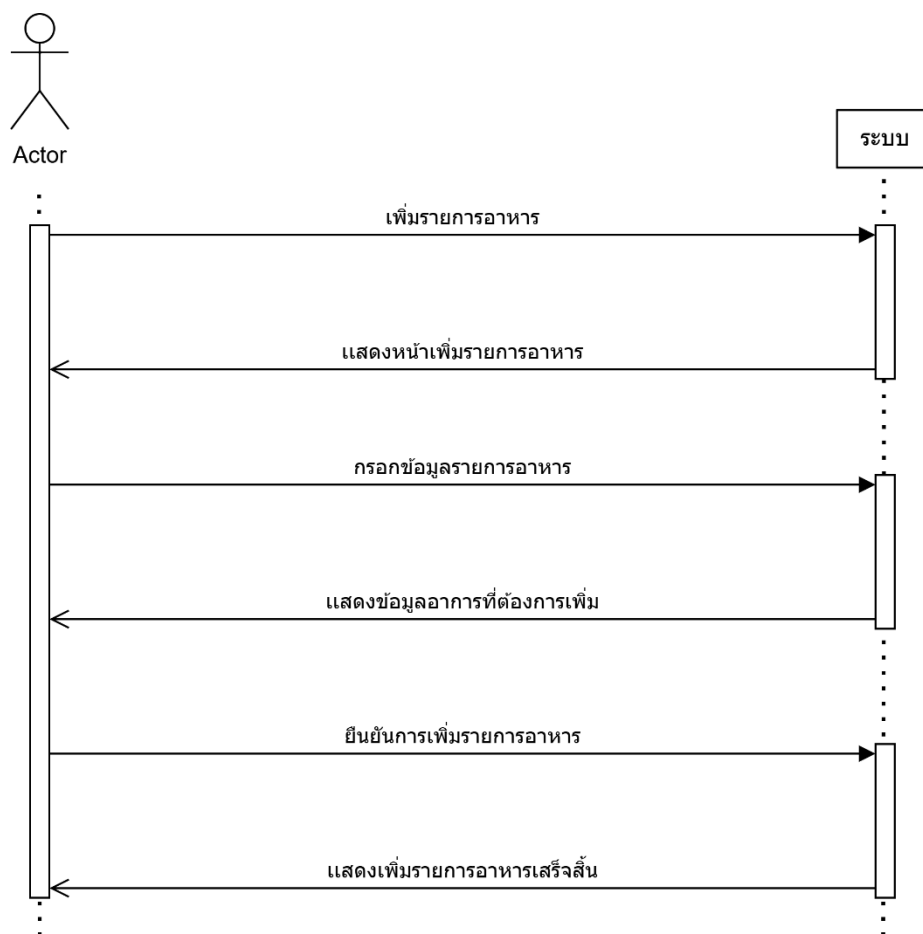 Actor
ระบบ
เพิ่มรายการอาหาร
เเสดงหน้าเพิ่มรายการอาหาร
กรอกข้อมูลรายการอาหาร
เเสดงข้อมูลอาการที่ต้องการเพิ่ม
ยืนยันการเพิ่มรายการอาหาร
เเสดงเพิ่มรายการอาหารเสร็จสิ้น